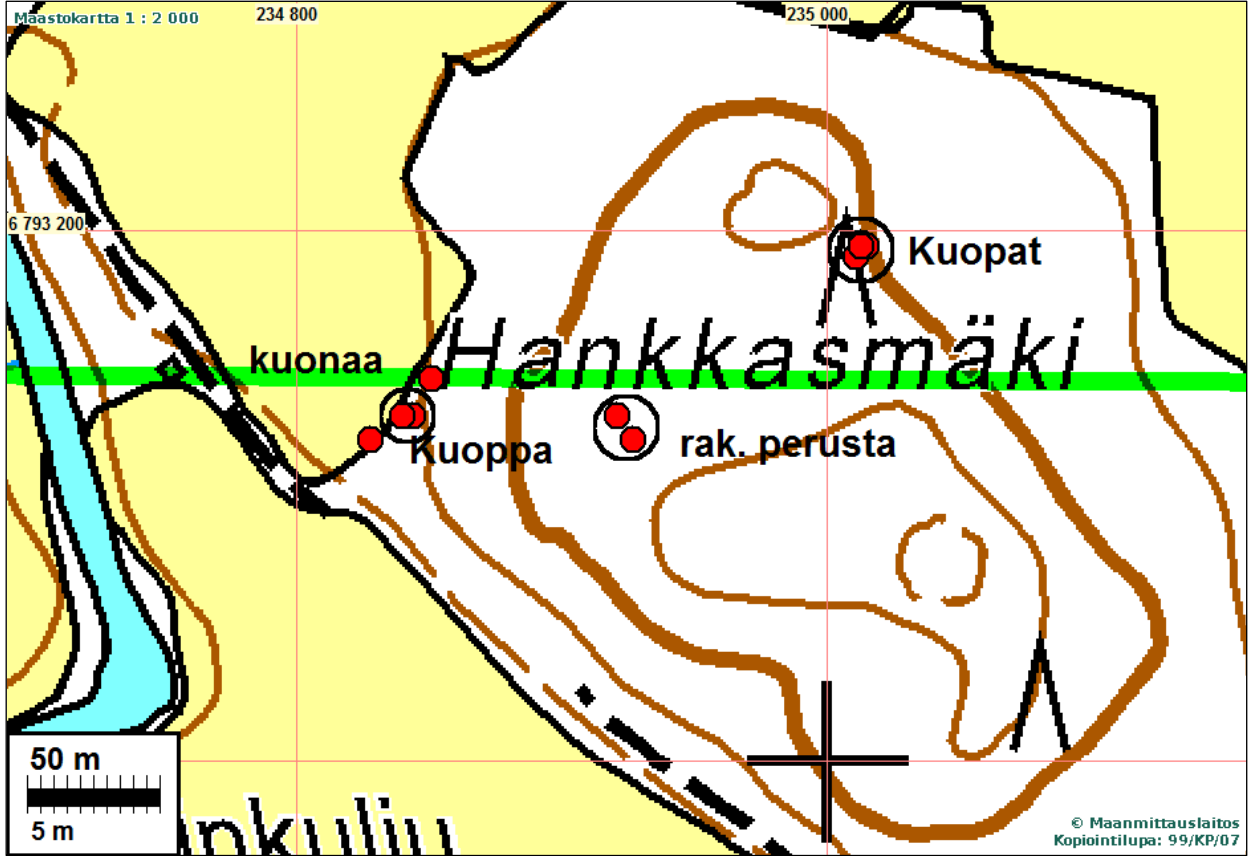 Maastokartta 1 : 2 000
234 800
235 000
6 793 200
Kuopat
Hankkasmäki
kuonaa
Kuoppa
rak. perusta
50 m
5 m
© Maanmittauslaitos
Kopiointilupa: 99/KP/07